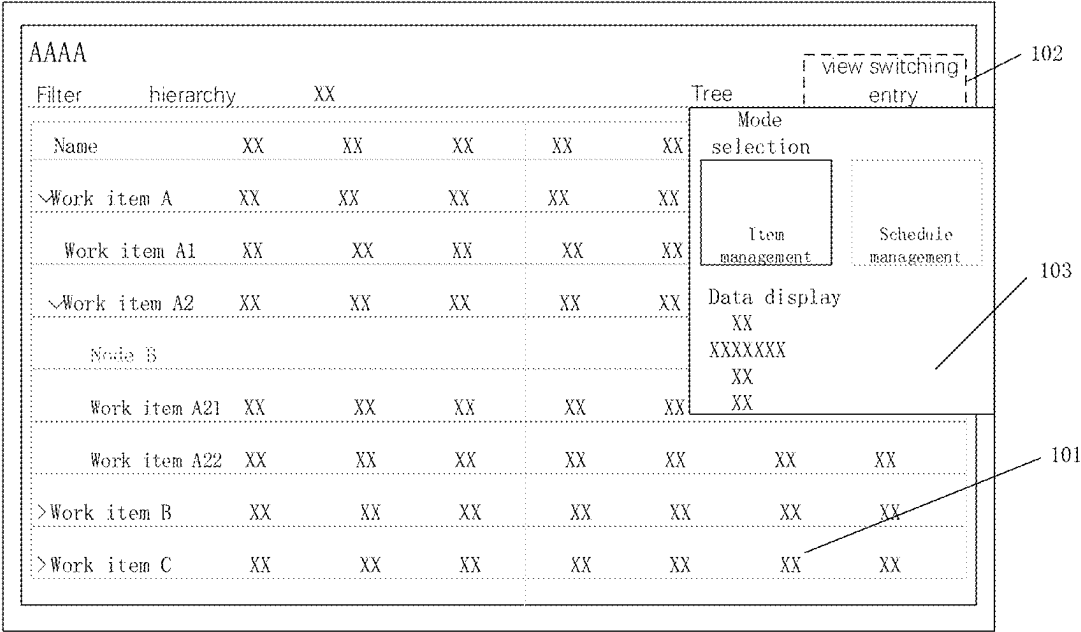 AAAA
view switching
entry
102
Filter hierarchy XX Tree
Mode
selection
Name XX XX XX XX XX
Work item A XX XX XX XX XX
Item
management
Schedule
management
Work item A1 XX XX XX XX XX
103
Work item A2 XX XX XX XX XX
Data display
XX
XXXXXXX
XX
XX
Node B
Work item A21 XX XX XX XX XX
Work item A22 XX XX XX XX XX XX XX
101
Work item B XX XX XX XX XX XX XX
Work item C XX XX XX XX XX XX XX